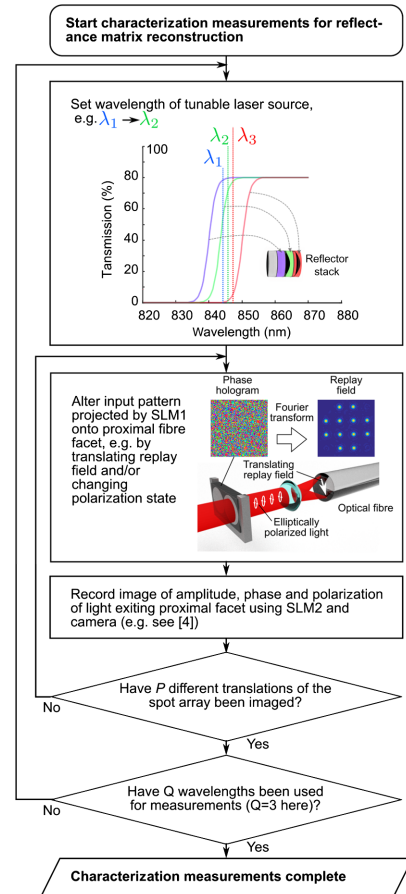 Start characterization measurements for reflect-
ance matrix reconstruction
Set wavelength of tunable laser source,
e.g. λ1 → λ2
λ2 λ3
λ1
100
80
60
40
20
0
Transmission (%)
820 830 840 850 860 870 880
Wavelength (nm)
Reflector
stack
Alter input pattern
projected by SLM1
onto proximal fibre
facet, e.g. by
translating replay
field and/or
changing
polarization state
Phase
hologram
Replay
field
Fourier
transform
Translating
replay field
Optical fibre
Elliptically
polarized light
Record image of amplitude, phase and polarization
of light exiting proximal facet using SLM2 and
camera (e.g. see [4])
Have P different translations of the
spot array been imaged?
No
Yes
Have Q wavelengths been used
for measurements (Q=3 here)?
No
Yes
Characterization measurements complete